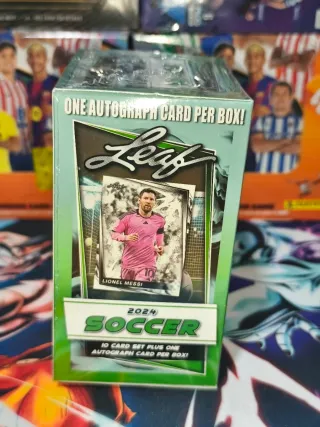 ONE AUTOGRAPH CARD PER BOX!
Leaf
10
LIONEL MESSI
2024
SOCCER
10 CARD SET PLUS ONE
AUTOGRAPH CARD PER BOX!